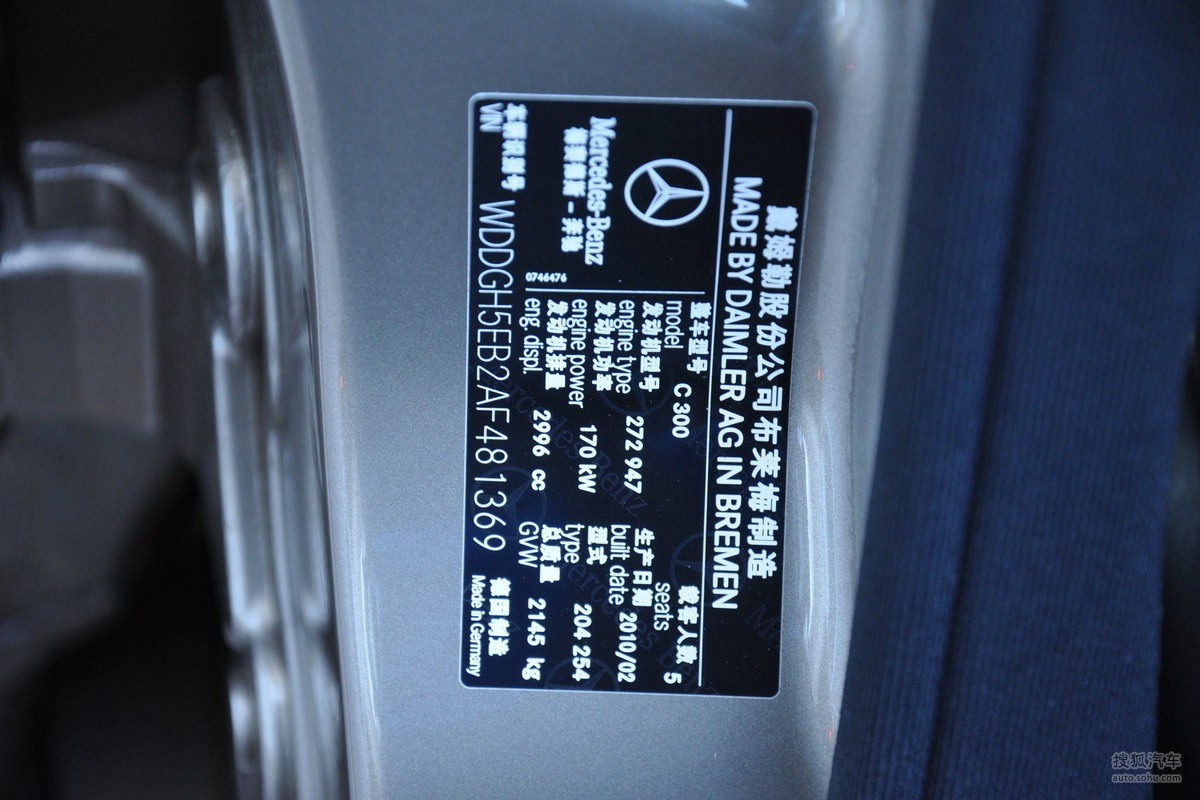 戴姆勒股份公司布莱梅制造
MADE BY DAIMLER AG IN BREMEN
Mercedes-Benz
梅赛德斯－奔驰
0746476
整车型号
model C 300
载客人数
seats 5
发动机型号
engine type 272 947
生产日期
built date 2010/02
发动机功率
engine power 170 kW
型式
type 204 254
发动机排量
eng. displ. 2996 cc
总质量
GVW 2145 kg
车辆识别号
VIN WDDGH5EB2AF481369
德国制造
Made in Germany
搜狐汽车
auto.sohu.com